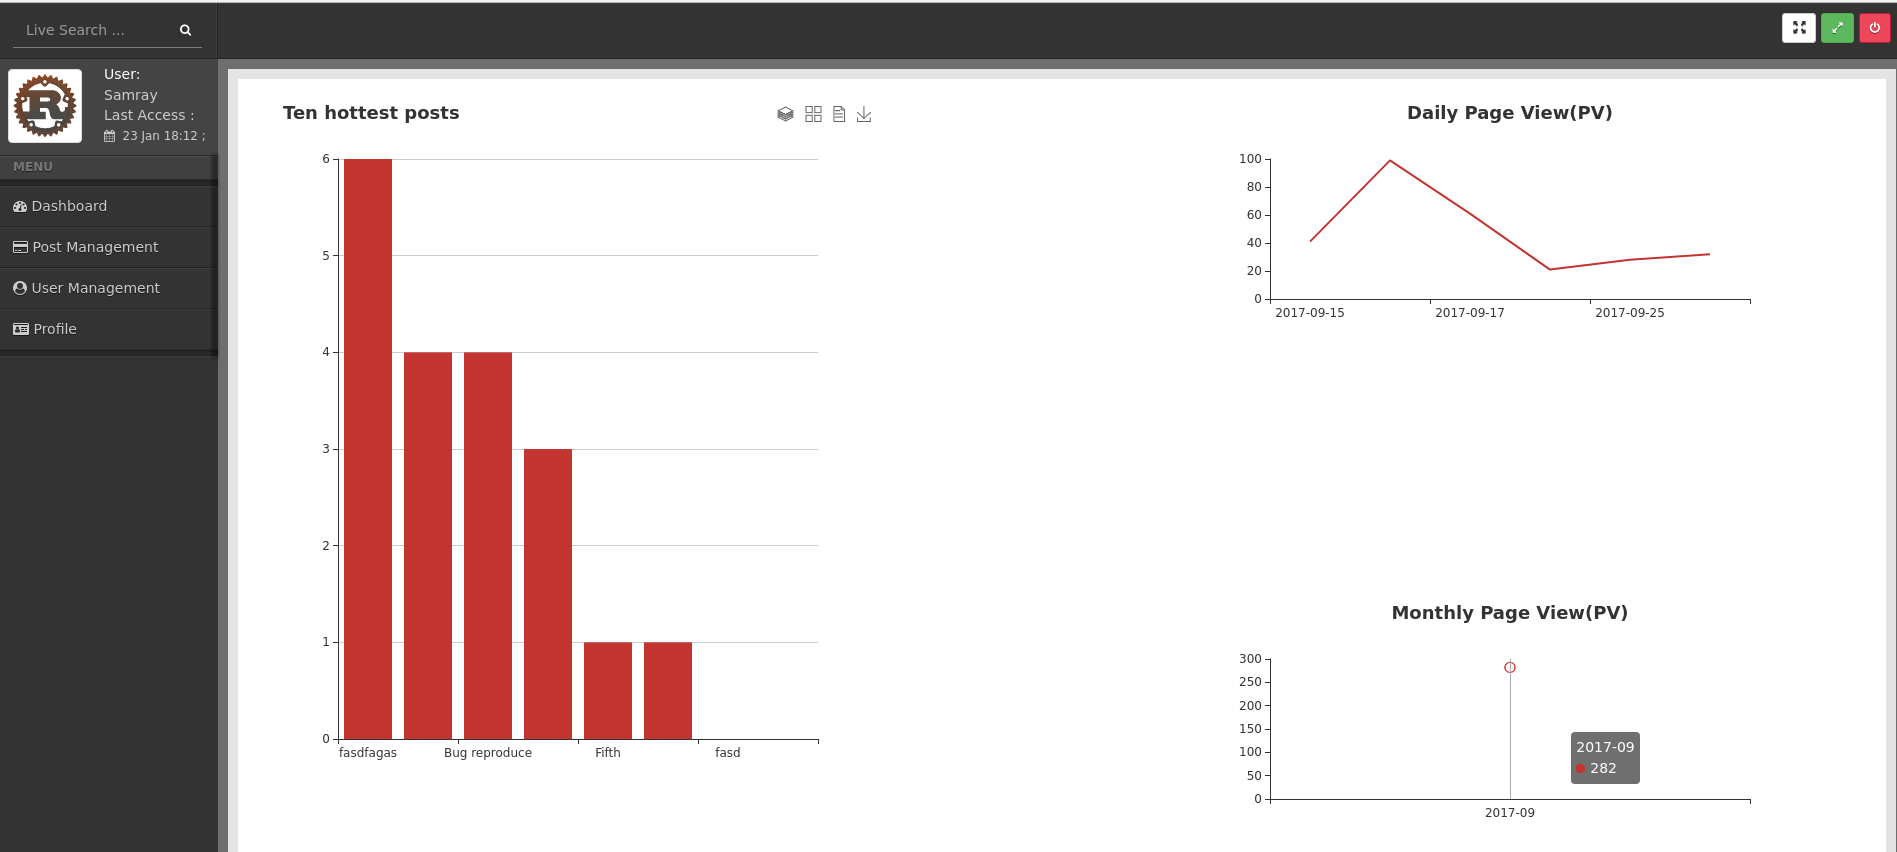 Live Search ...
User:
Samray
Last Access :
23 Jan 18:12 ;
MENU
Dashboard
Post Management
User Management
Profile
R
Ten hottest posts
6
5
4
3
2
1
0
fasdfagas
Bug reproduce
Fifth
fasd
Daily Page View(PV)
100
80
60
40
20
0
2017-09-15
2017-09-17
2017-09-25
Monthly Page View(PV)
300
250
200
150
100
50
0
2017-09
2017-09
282